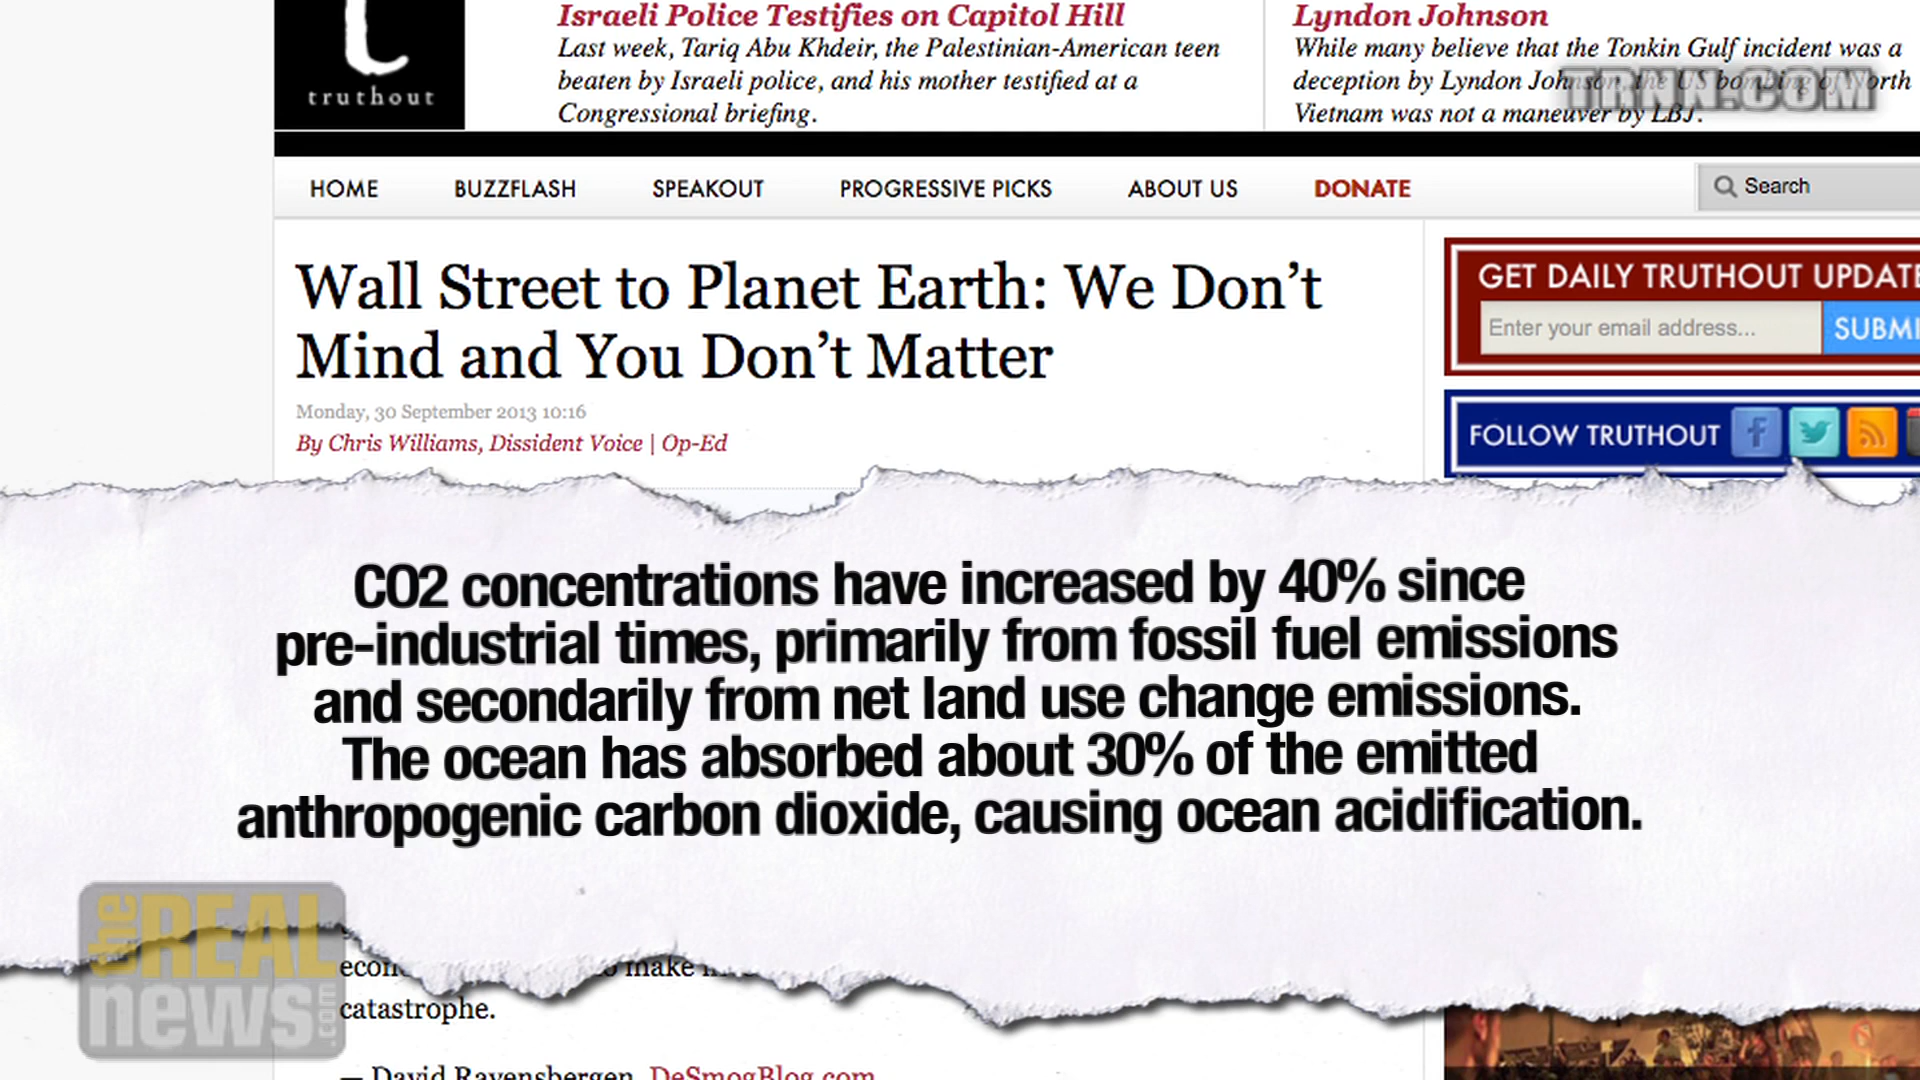 Israeli Police Testifies on Capitol Hill
Last week, Tariq Abu Khdeir, the Palestinian-American teen
beaten by Israeli police, and his mother testified at a
Congressional briefing.
Lyndon Johnson
While many believe that the Tonkin Gulf incident was a
deception by Lyndon Johnson, the US bombing of North
Vietnam was not a maneuver by LBJ.
TRNN.COM
t
truthout
HOME BUZZFLASH SPEAKOUT PROGRESSIVE PICKS ABOUT US DONATE
Search
Wall Street to Planet Earth: We Don’t
Mind and You Don’t Matter
Monday, 30 September 2013 10:16
By Chris Williams, Dissident Voice | Op-Ed
GET DAILY TRUTHOUT UPDATE
Enter your email address...
SUBMI
FOLLOW TRUTHOUT
CO2 concentrations have increased by 40% since
pre-industrial times, primarily from fossil fuel emissions
and secondarily from net land use change emissions.
The ocean has absorbed about 30% of the emitted
anthropogenic carbon dioxide, causing ocean acidification.
the REAL
news.com
make
catastrophe.
— David Ravensbergen, DeSmogBlog.com